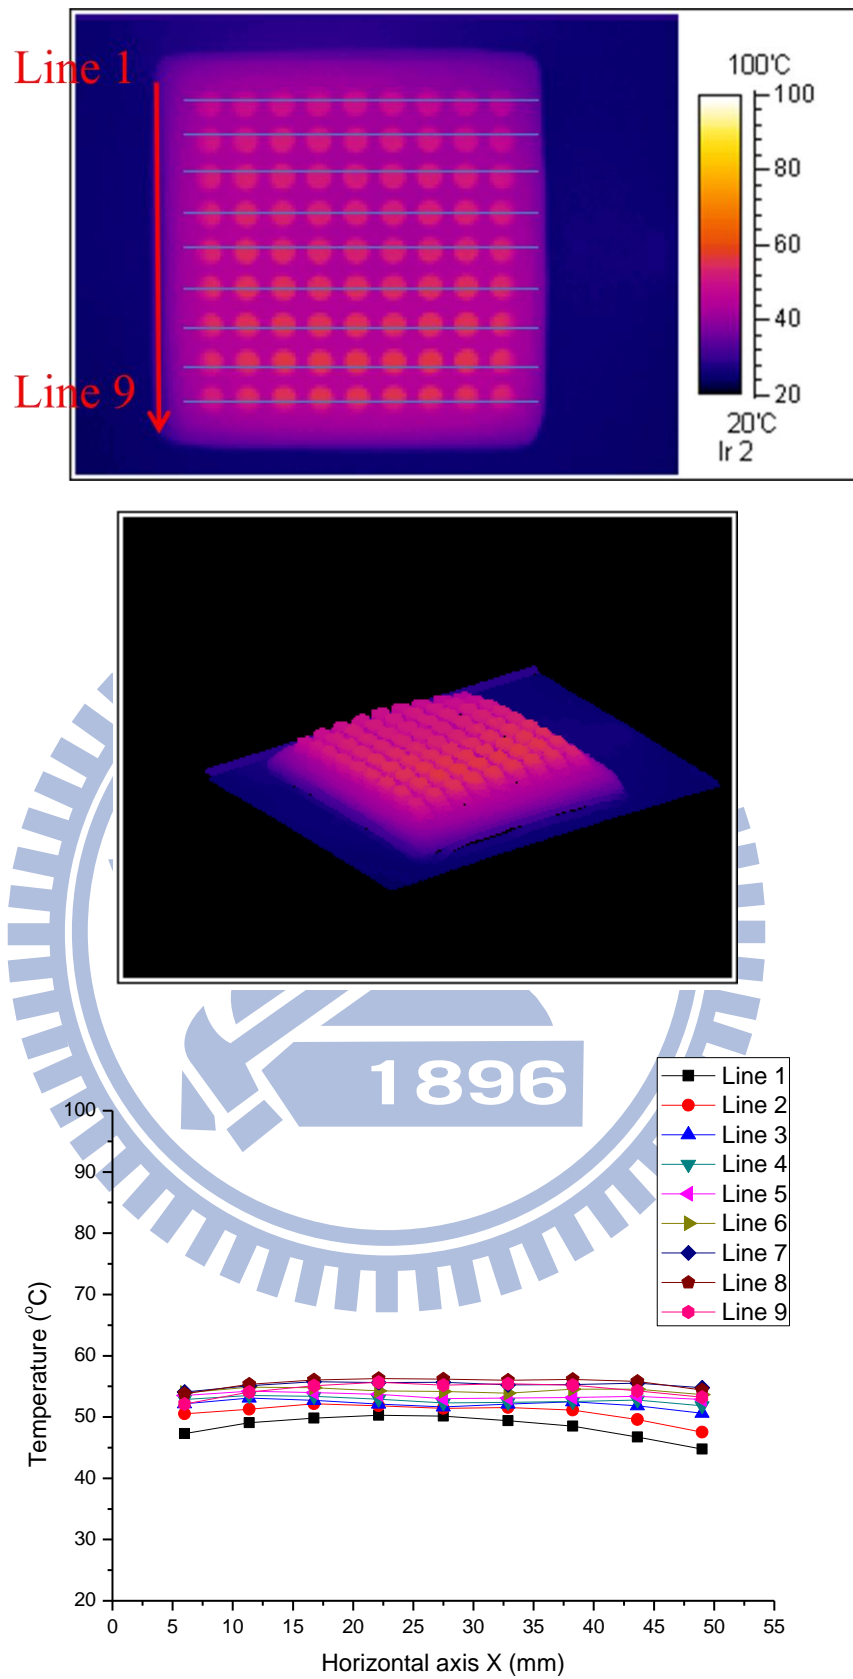 Line 1
Line 9
100'C
100
80
60
40
20
20'C
Ir 2
1896
Line 1
Line 2
Line 3
Line 4
Line 5
Line 6
Line 7
Line 8
Line 9
100
90
80
70
60
50
40
30
20
Temperature (°C)
0 5 10 15 20 25 30 35 40 45 50 55
Horizontal axis X (mm)